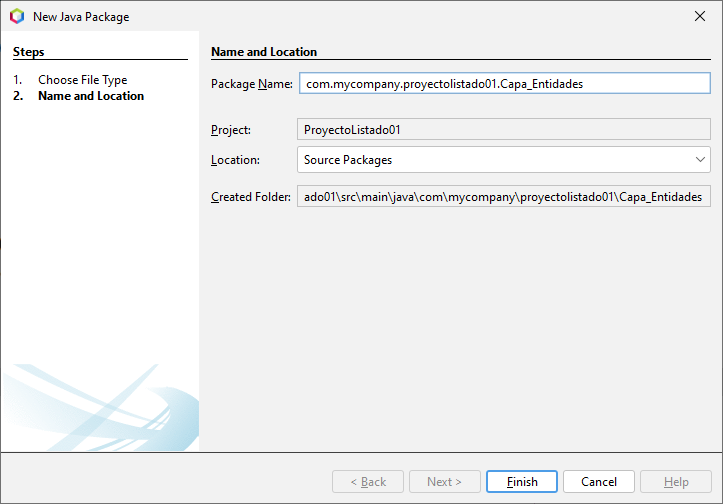 New Java Package
Steps
1. Choose File Type
2. Name and Location
Name and Location
Package Name: com.mycompany.proyectolistado01.Capa_Entidades
Project: ProyectoListado01
Location: Source Packages
Created Folder: ado01\src\main\java\com\mycompany\proyectolistado01\Capa_Entidades
< Back Next > Finish Cancel Help